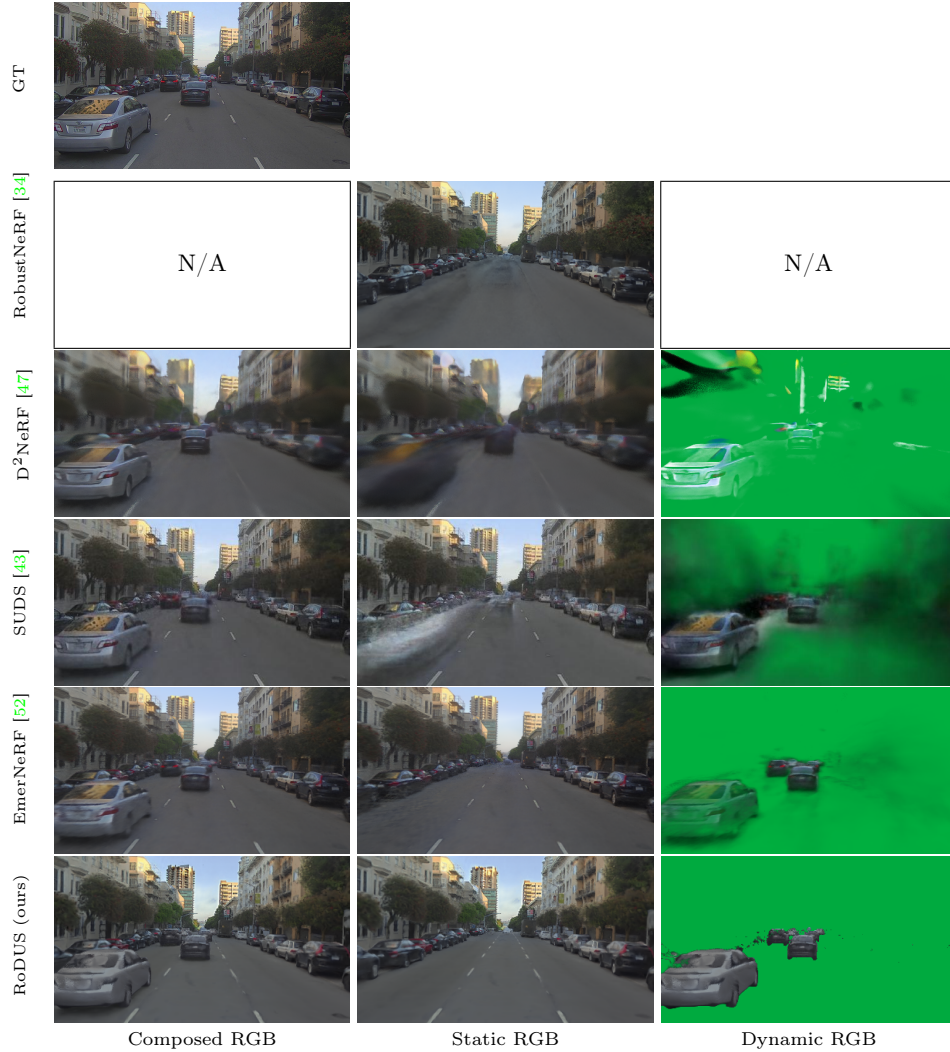 GT
RobustNeRF [34]
N/A
N/A
D²NeRF [47]
SUDS [43]
EmerNeRF [52]
RoDUS (ours)
Composed RGB
Static RGB
Dynamic RGB